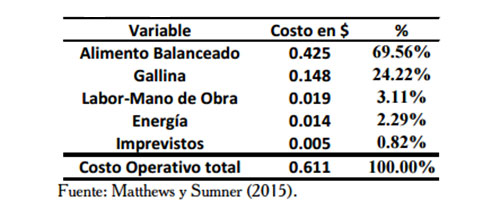 Variable Costo en $ %
Alimento Balanceado 0.425 69.56%
Gallina 0.148 24.22%
Labor-Mano de Obra 0.019 3.11%
Energía 0.014 2.29%
Imprevistos 0.005 0.82%
Costo Operativo total 0.611 100.00%
Fuente: Matthews y Sumner (2015).